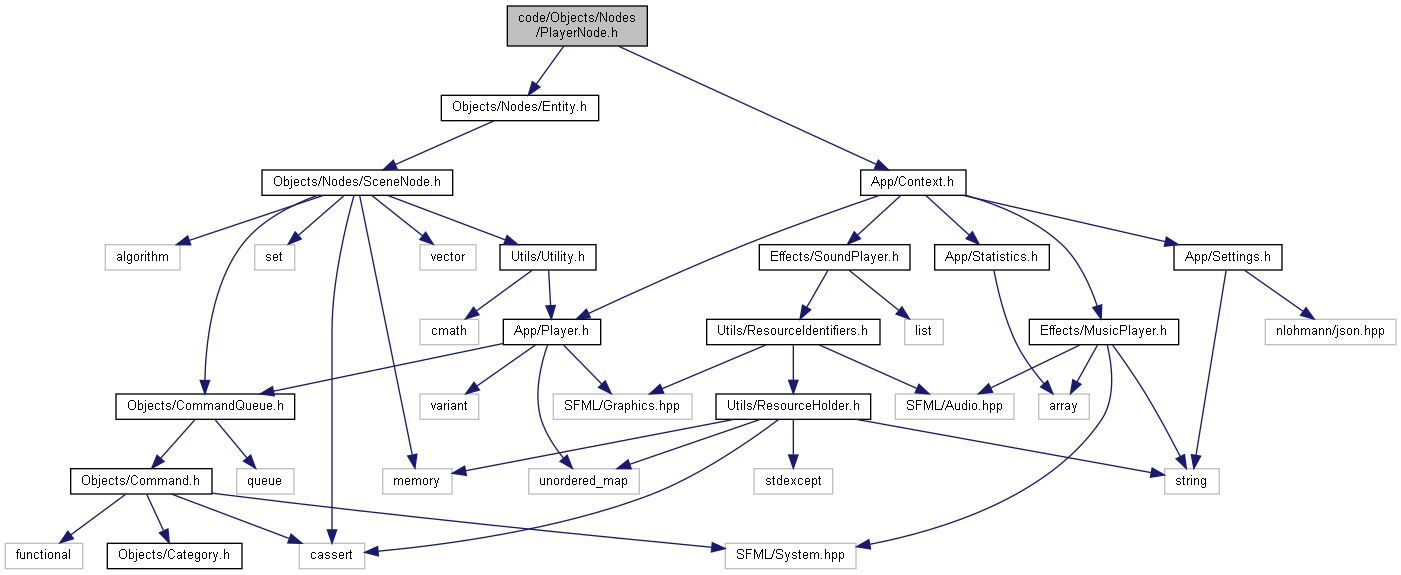 code/Objects/Nodes
/PlayerNode.h
Objects/Nodes/Entity.h
Objects/Nodes/SceneNode.h
App/Context.h
algorithm
set
vector
Utils/Utility.h
Effects/SoundPlayer.h
App/Statistics.h
App/Settings.h
cmath
App/Player.h
Utils/ResourceIdentifiers.h
list
Effects/MusicPlayer.h
nlohmann/json.hpp
Objects/CommandQueue.h
variant
SFML/Graphics.hpp
Utils/ResourceHolder.h
SFML/Audio.hpp
array
Objects/Command.h
queue
memory
unordered_map
stdexcept
string
functional
Objects/Category.h
cassert
SFML/System.hpp